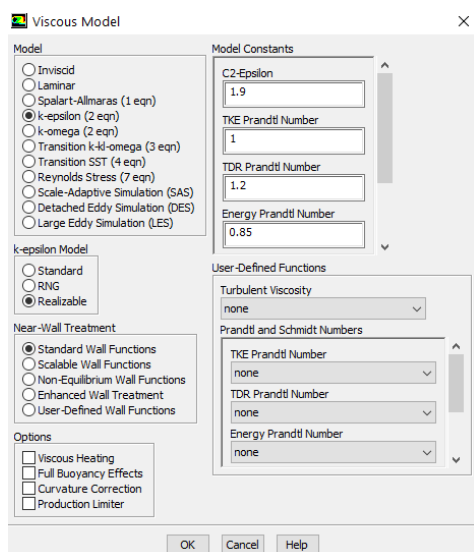 Viscous Model
Model
Inviscid
Laminar
Spalart-Allmaras (1 eqn)
k-epsilon (2 eqn)
k-omega (2 eqn)
Transition k-kl-omega (3 eqn)
Transition SST (4 eqn)
Reynolds Stress (7 eqn)
Scale-Adaptive Simulation (SAS)
Detached Eddy Simulation (DES)
Large Eddy Simulation (LES)
k-epsilon Model
Standard
RNG
Realizable
Near-Wall Treatment
Standard Wall Functions
Scalable Wall Functions
Non-Equilibrium Wall Functions
Enhanced Wall Treatment
User-Defined Wall Functions
Options
Viscous Heating
Full Buoyancy Effects
Curvature Correction
Production Limiter
Model Constants
C2-Epsilon
1.9
TKE Prandtl Number
1
TDR Prandtl Number
1.2
Energy Prandtl Number
0.85
User-Defined Functions
Turbulent Viscosity
none
Prandtl and Schmidt Numbers
TKE Prandtl Number
none
TDR Prandtl Number
none
Energy Prandtl Number
none
OK Cancel Help